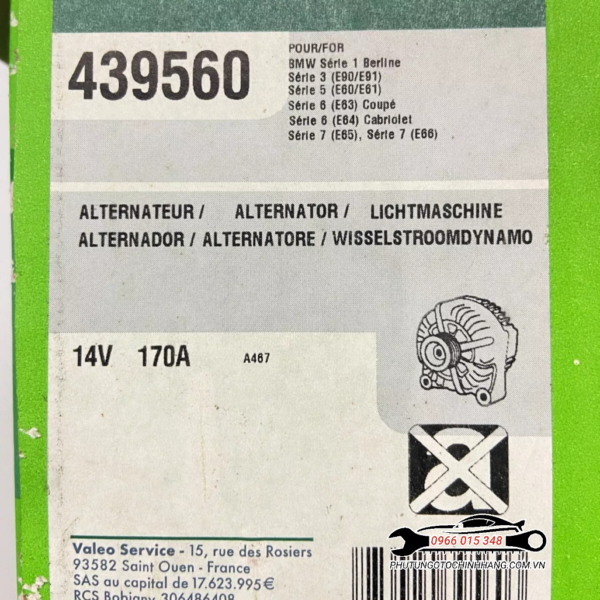 439560
POUR/FOR
BMW Série 1 Berline
Série 3 (E90/E91)
Série 5 (E60/E61)
Série 6 (E63) Coupé
Série 6 (E64) Cabriolet
Série 7 (E65), Série 7 (E66)
ALTERNATEUR / ALTERNATOR / LICHTMASCHINE
ALTERNADOR / ALTERNATORE / WISSELSTROOMDYNAMO
14V 170A A467
a
Valeo Service - 15, rue des Rosiers
93582 Saint Ouen - France
SAS au capital de 17.623.995€
RCS Bobigny 306486408
0966 015 348
PHUTUNGOTOCHINHHANG.COM.VN